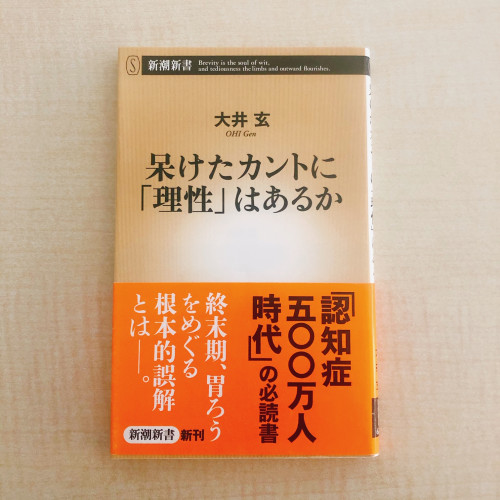 新潮新書
Brevity is the soul of wit,
and tediousness the limbs and outward flourishes.
大井 玄
OHI Gen
呆けたカントに
「理性」はあるか
「認知症
五〇〇万人
時代」の必読書
終末期、胃ろう
をめぐる
根本的誤解
とは――。
新潮新書 新刊